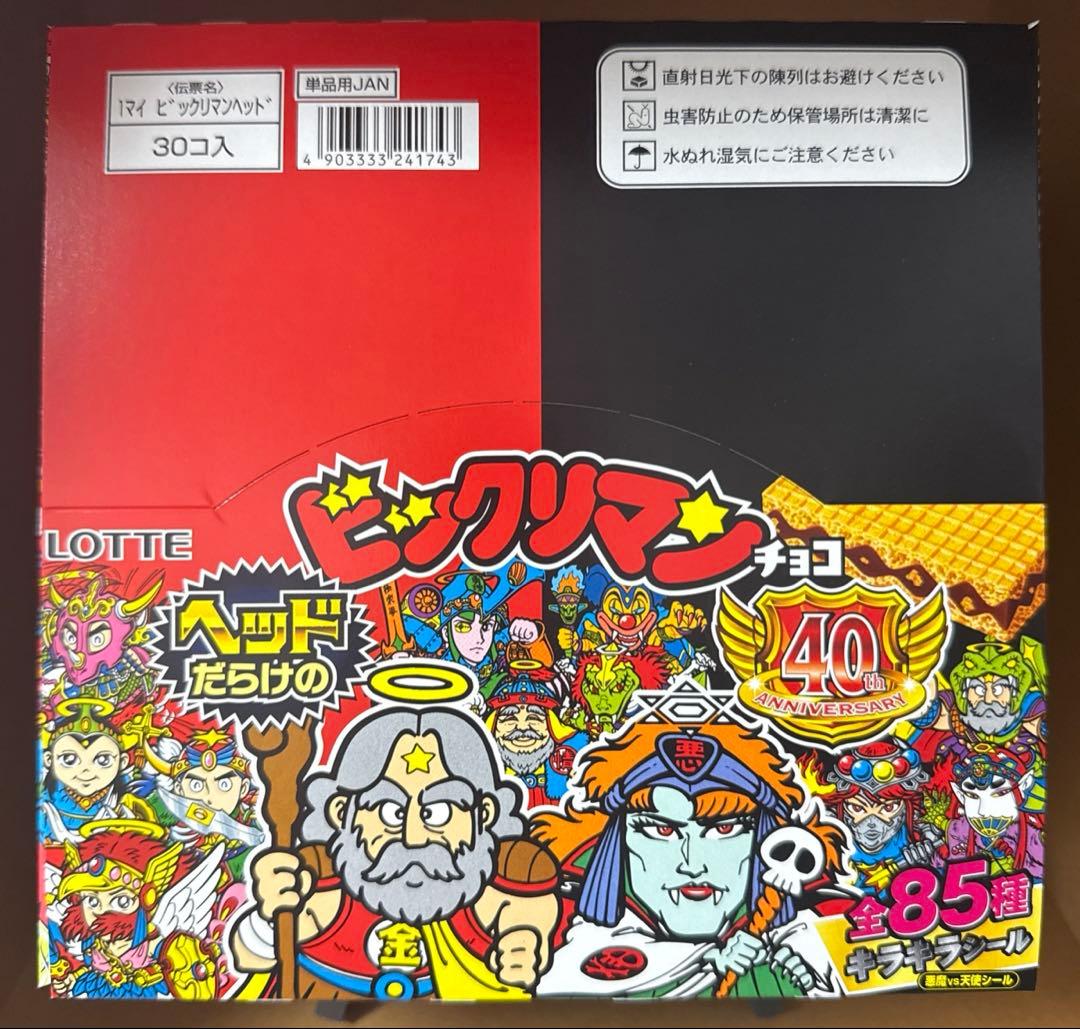 〈伝票名〉
1マイ ビックリマンヘッド
30コ入
単品用JAN
4 903333 241743
直射日光下の陳列はお避けください
虫害防止のため保管場所は清潔に
水ぬれ湿気にご注意ください
LOTTE
ビックリマン
チョコ
ヘッド
だらけの
40th
ANNIVERSARY
悪
金
全85種
キラキラシール
悪魔vs天使シール